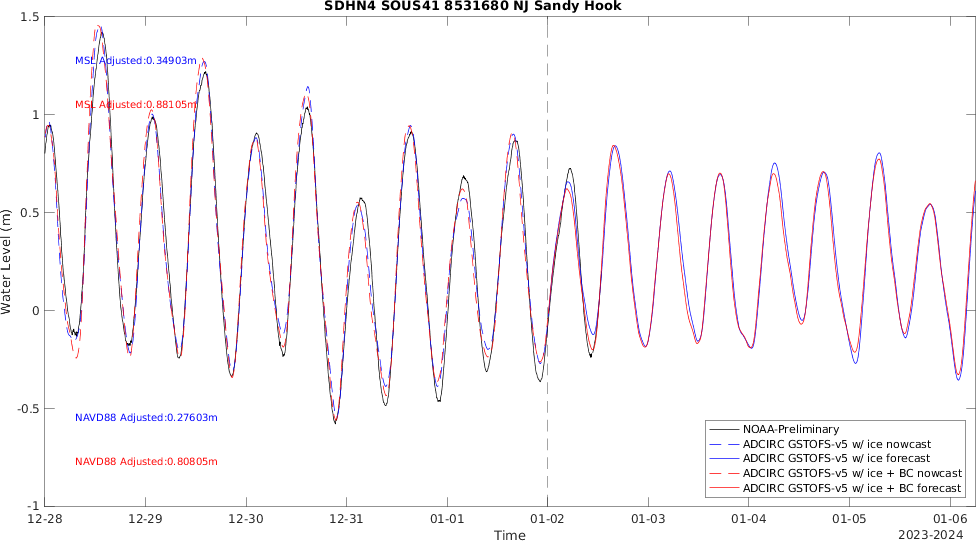 SDHN4 SOUS41 8531680 NJ Sandy Hook
1.5
MSL Adjusted:0.34903m
MSL Adjusted:0.88105m
1
0.5
Water Level (m)
0
-0.5
NAVD88 Adjusted:0.27603m
NAVD88 Adjusted:0.80805m
NOAA-Preliminary
ADCIRC GSTOFS-v5 w/ ice nowcast
ADCIRC GSTOFS-v5 w/ ice forecast
ADCIRC GSTOFS-v5 w/ ice + BC nowcast
ADCIRC GSTOFS-v5 w/ ice + BC forecast
-1
12-28 12-29 12-30 12-31 01-01 01-02 01-03 01-04 01-05 01-06
Time
2023-2024